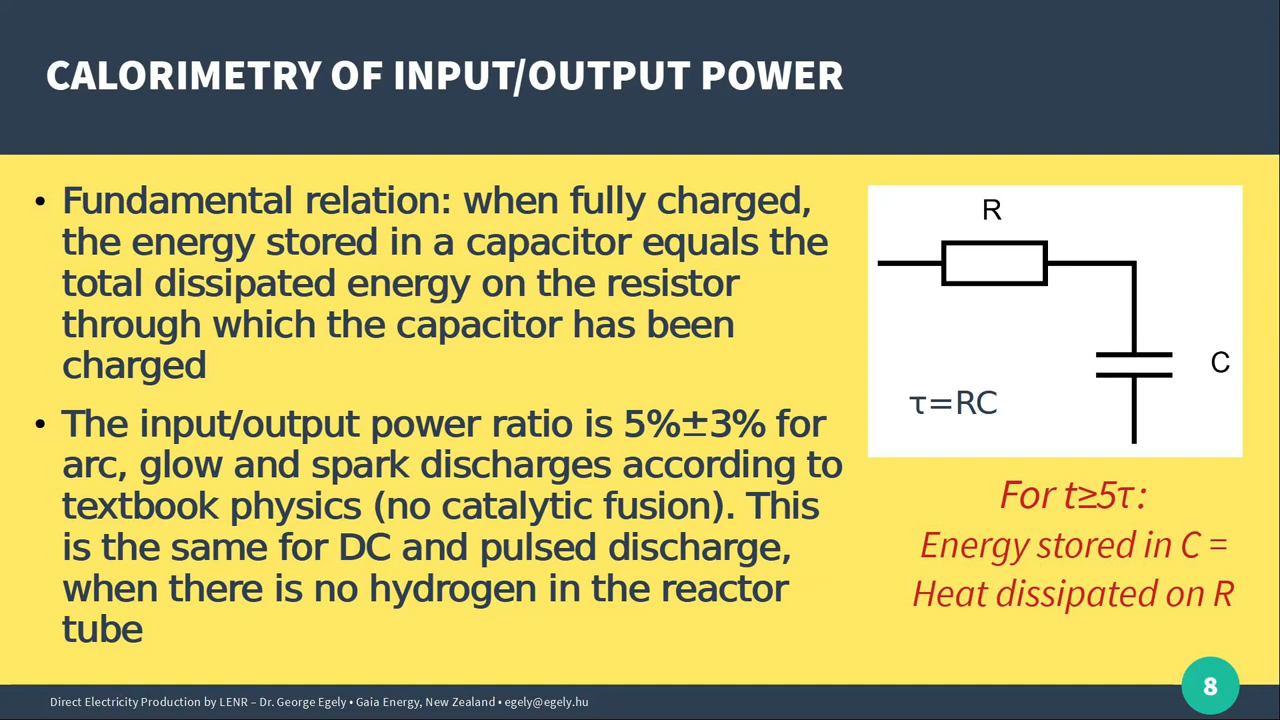 CALORIMETRY OF INPUT/OUTPUT POWER
• Fundamental relation: when fully charged,
the energy stored in a capacitor equals the
total dissipated energy on the resistor
through which the capacitor has been
charged
• The input/output power ratio is 5%±3% for
arc, glow and spark discharges according to
textbook physics (no catalytic fusion). This
is the same for DC and pulsed discharge,
when there is no hydrogen in the reactor
tube
R
C
τ=RC
For t≥5τ:
Energy stored in C =
Heat dissipated on R
Direct Electricity Production by LENR – Dr. George Egely • Gaia Energy, New Zealand • egely@egely.hu
8